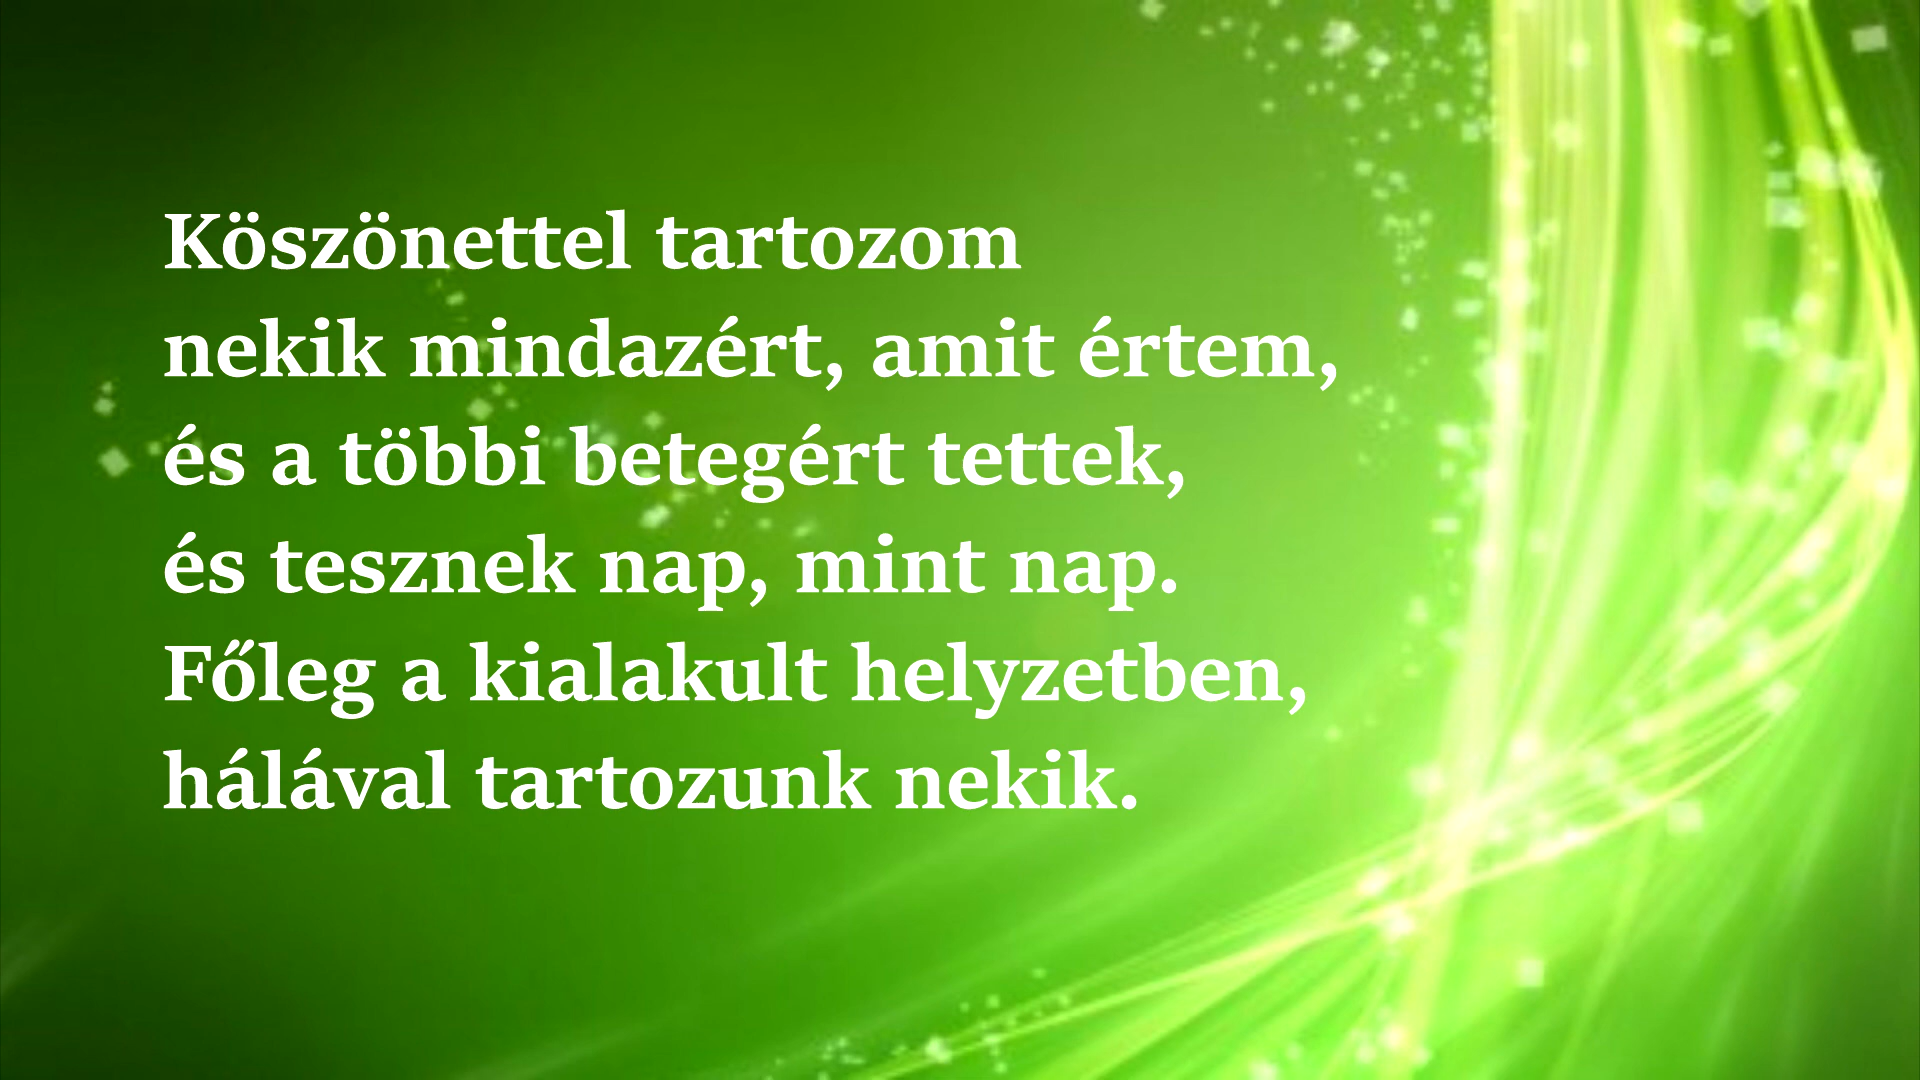 Köszönettel tartozom
nekik mindazért, amit értem,
és a többi betegért tettek,
és tesznek nap, mint nap.
Főleg a kialakult helyzetben,
hálával tartozunk nekik.